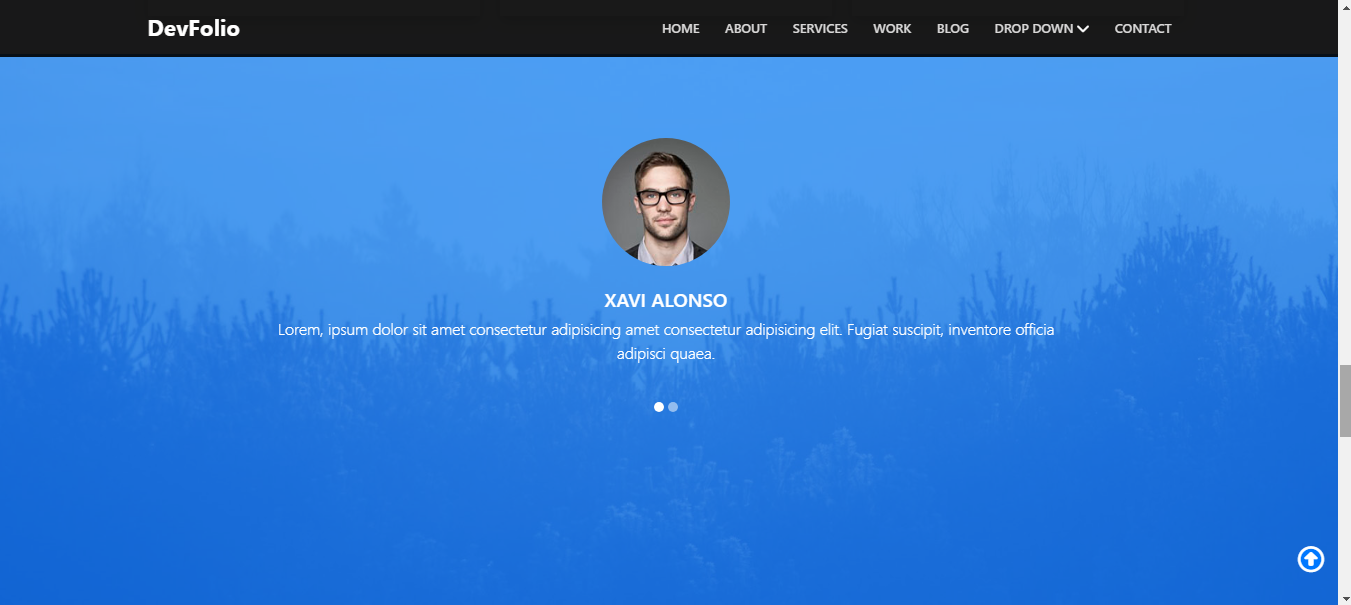 DevFolio
HOME ABOUT SERVICES WORK BLOG DROP DOWN CONTACT
XAVI ALONSO
Lorem, ipsum dolor sit amet consectetur adipisicing amet consectetur adipisicing elit. Fugiat suscipit, inventore officia
adipisci quaea.